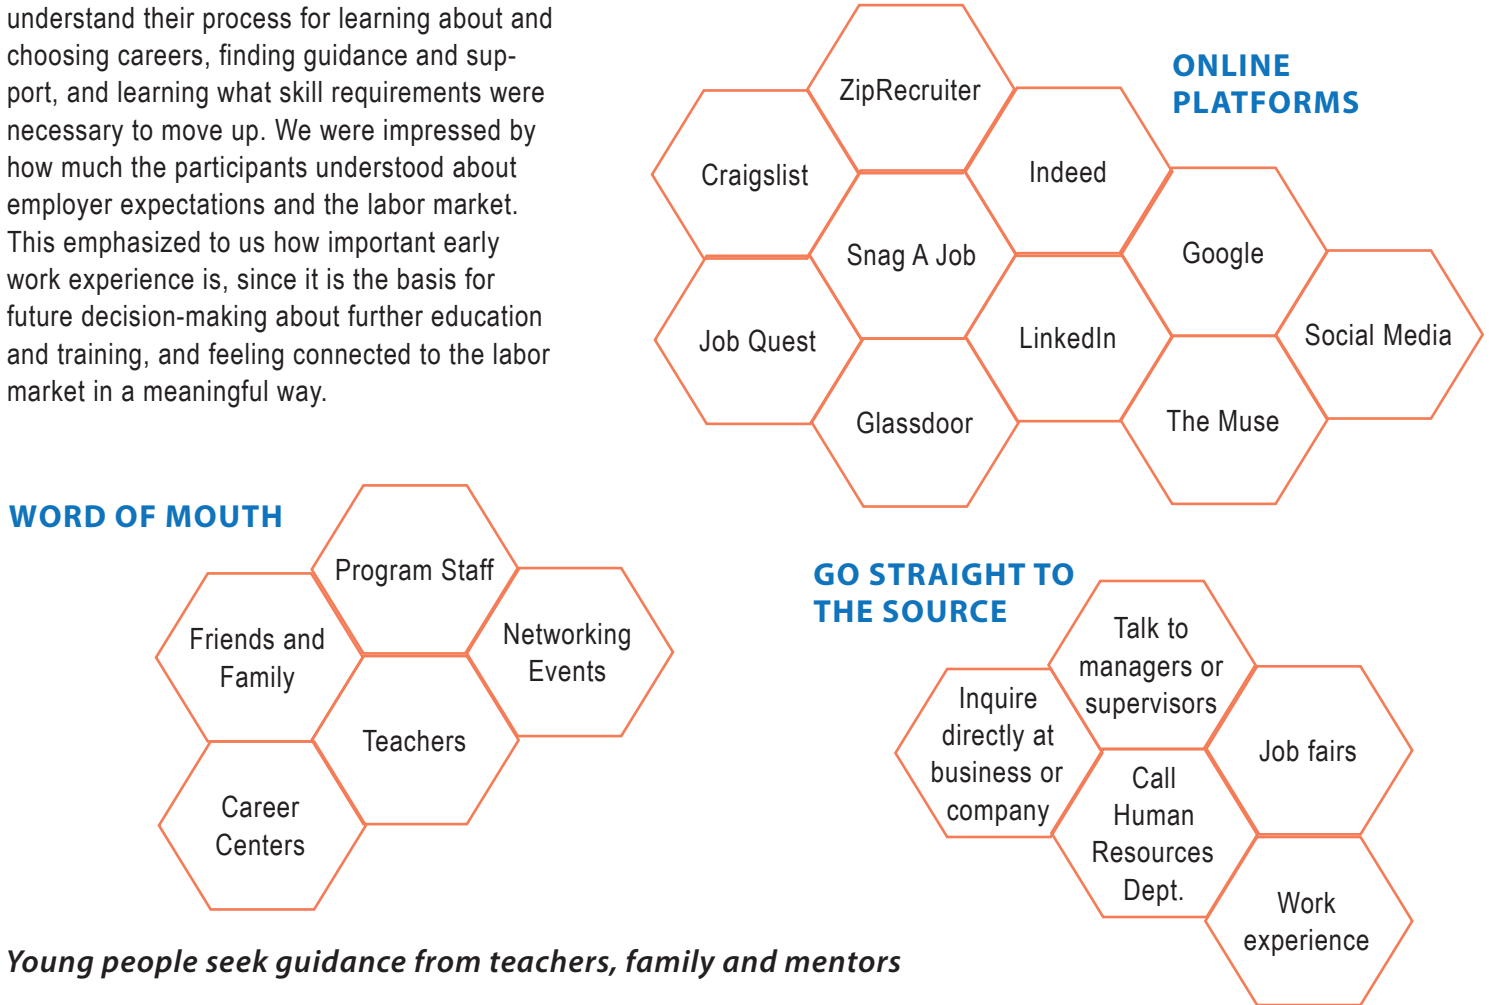 understand their process for learning about and
choosing careers, finding guidance and sup-
port, and learning what skill requirements were
necessary to move up. We were impressed by
how much the participants understood about
employer expectations and the labor market.
This emphasized to us how important early
work experience is, since it is the basis for
future decision-making about further education
and training, and feeling connected to the labor
market in a meaningful way.
ONLINE
PLATFORMS
ZipRecruiter
Craigslist
Indeed
Snag A Job
Google
Job Quest
LinkedIn
Social Media
Glassdoor
The Muse
WORD OF MOUTH
Program Staff
Friends and
Family
Networking
Events
Teachers
Career
Centers
GO STRAIGHT TO
THE SOURCE
Talk to
managers or
supervisors
Inquire
directly at
business or
company
Job fairs
Call
Human
Resources
Dept.
Work
experience
Young people seek guidance from teachers, family and mentors